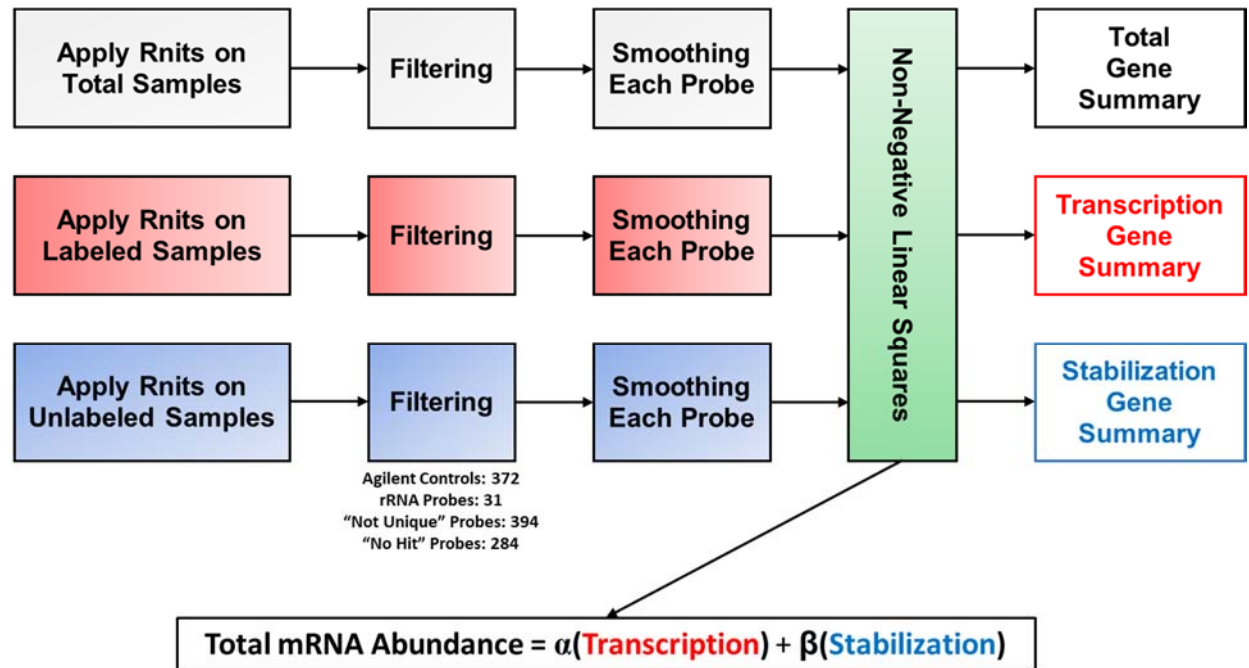 Apply Rnits on
Total Samples
Filtering
Smoothing
Each Probe
Non-Negative Linear Squares
Total
Gene
Summary
Apply Rnits on
Labeled Samples
Filtering
Smoothing
Each Probe
Transcription
Gene
Summary
Apply Rnits on
Unlabeled Samples
Filtering
Smoothing
Each Probe
Stabilization
Gene
Summary
Agilent Controls: 372
rRNA Probes: 31
“Not Unique” Probes: 394
“No Hit” Probes: 284
Total mRNA Abundance = α(Transcription) + β(Stabilization)